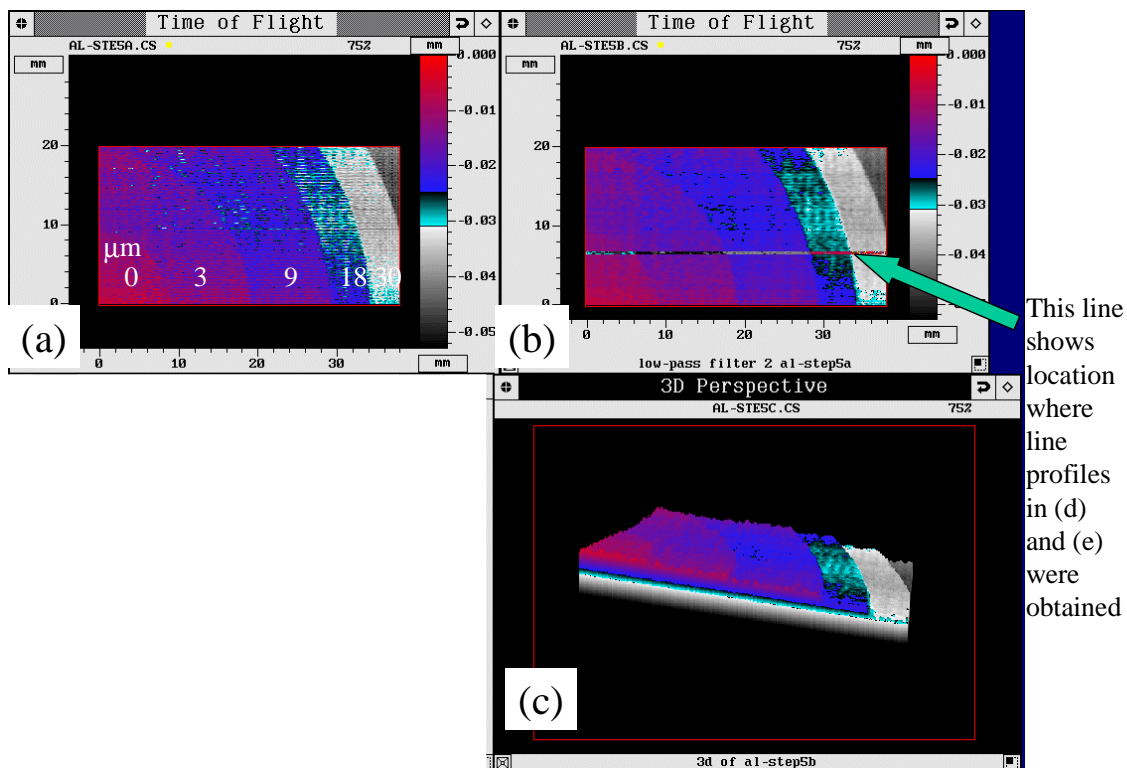 Time of Flight
AL-STE5A.CS 75% mm
mm
0.000
-0.01
-0.02
-0.03
-0.04
-0.05
20
10
0
μm
0 3 9 18 30
(a)
0 10 20 30 mm
Time of Flight
AL-STE5B.CS 75% mm
mm
0.000
-0.01
-0.02
-0.03
-0.04
20
10
0
(b)
0 10 20 30 mm
low-pass filter 2 al-step5a
This line
shows
location
where
line
profiles
in (d)
and (e)
were
obtained
3D Perspective
AL-STE5C.CS 75%
(c)
3d of al-step5b